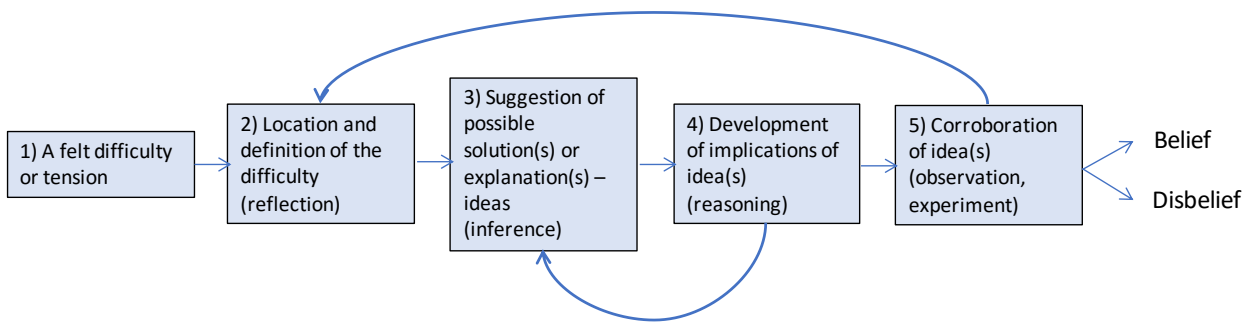 1) A felt difficulty
or tension
2) Location and
definition of the
difficulty
(reflection)
3) Suggestion of
possible
solution(s) or
explanation(s) –
ideas
(inference)
4) Development
of implications of
idea(s)
(reasoning)
5) Corroboration
of idea(s)
(observation,
experiment)
Belief
Disbelief